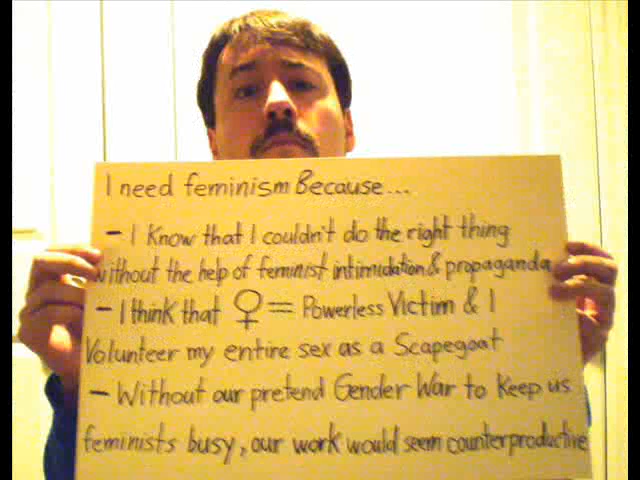 I need feminism Because...
- I Know that I couldn't do the right thing
without the help of feminist intimidation & propaganda
- I think that ♀ = Powerless Victim & I
Volunteer my entire sex as a Scapegoat
- Without our pretend Gender War to Keep us
feminists busy, our work would seem counterproductive